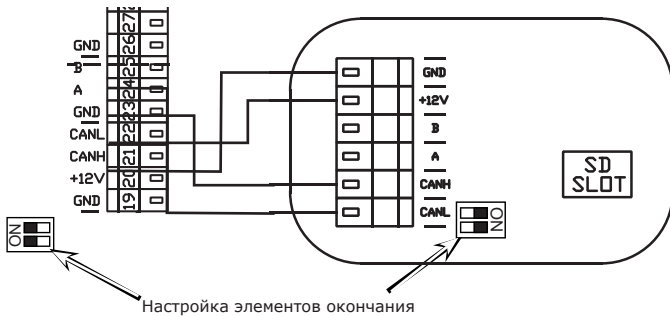 27
GND 26
B 25
A 24
GND 23
CANL 22
CANH 21
+12V 20
GND 19
GND
+12V
B
A
CANH
CANL
SD
SLOT
ON
ON
Настройка элементов окончания